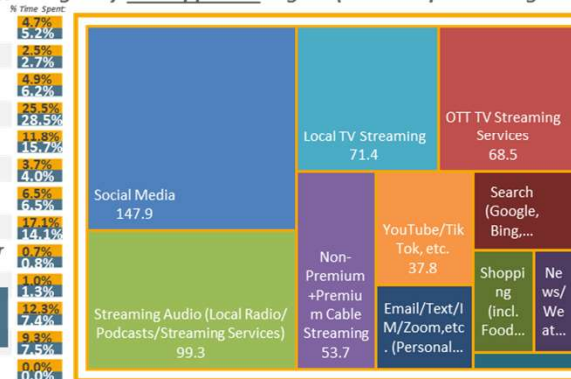 % Time Spent:
4.7%
5.2%
2.5%
2.7%
4.9%
6.2%
25.5%
28.5%
11.8%
15.7%
3.7%
4.0%
6.5%
6.5%
17.1%
14.1%
0.7%
0.8%
1.0%
1.3%
12.3%
7.4%
9.3%
7.5%
0.0%
0.0%
Social Media
147.9
Streaming Audio (Local Radio/
Podcasts/Streaming Services)
99.3
Local TV Streaming
71.4
OTT TV Streaming
Services
68.5
Non-
Premium
+Premiu
m Cable
Streaming
53.7
YouTube/Tik
Tok, etc.
37.8
Email/Text/I
M/Zoom,etc
. (Personal...
Search
(Google,
Bing,...
Shoppi
ng
(incl.
Food...
Ne
ws/
We
at...